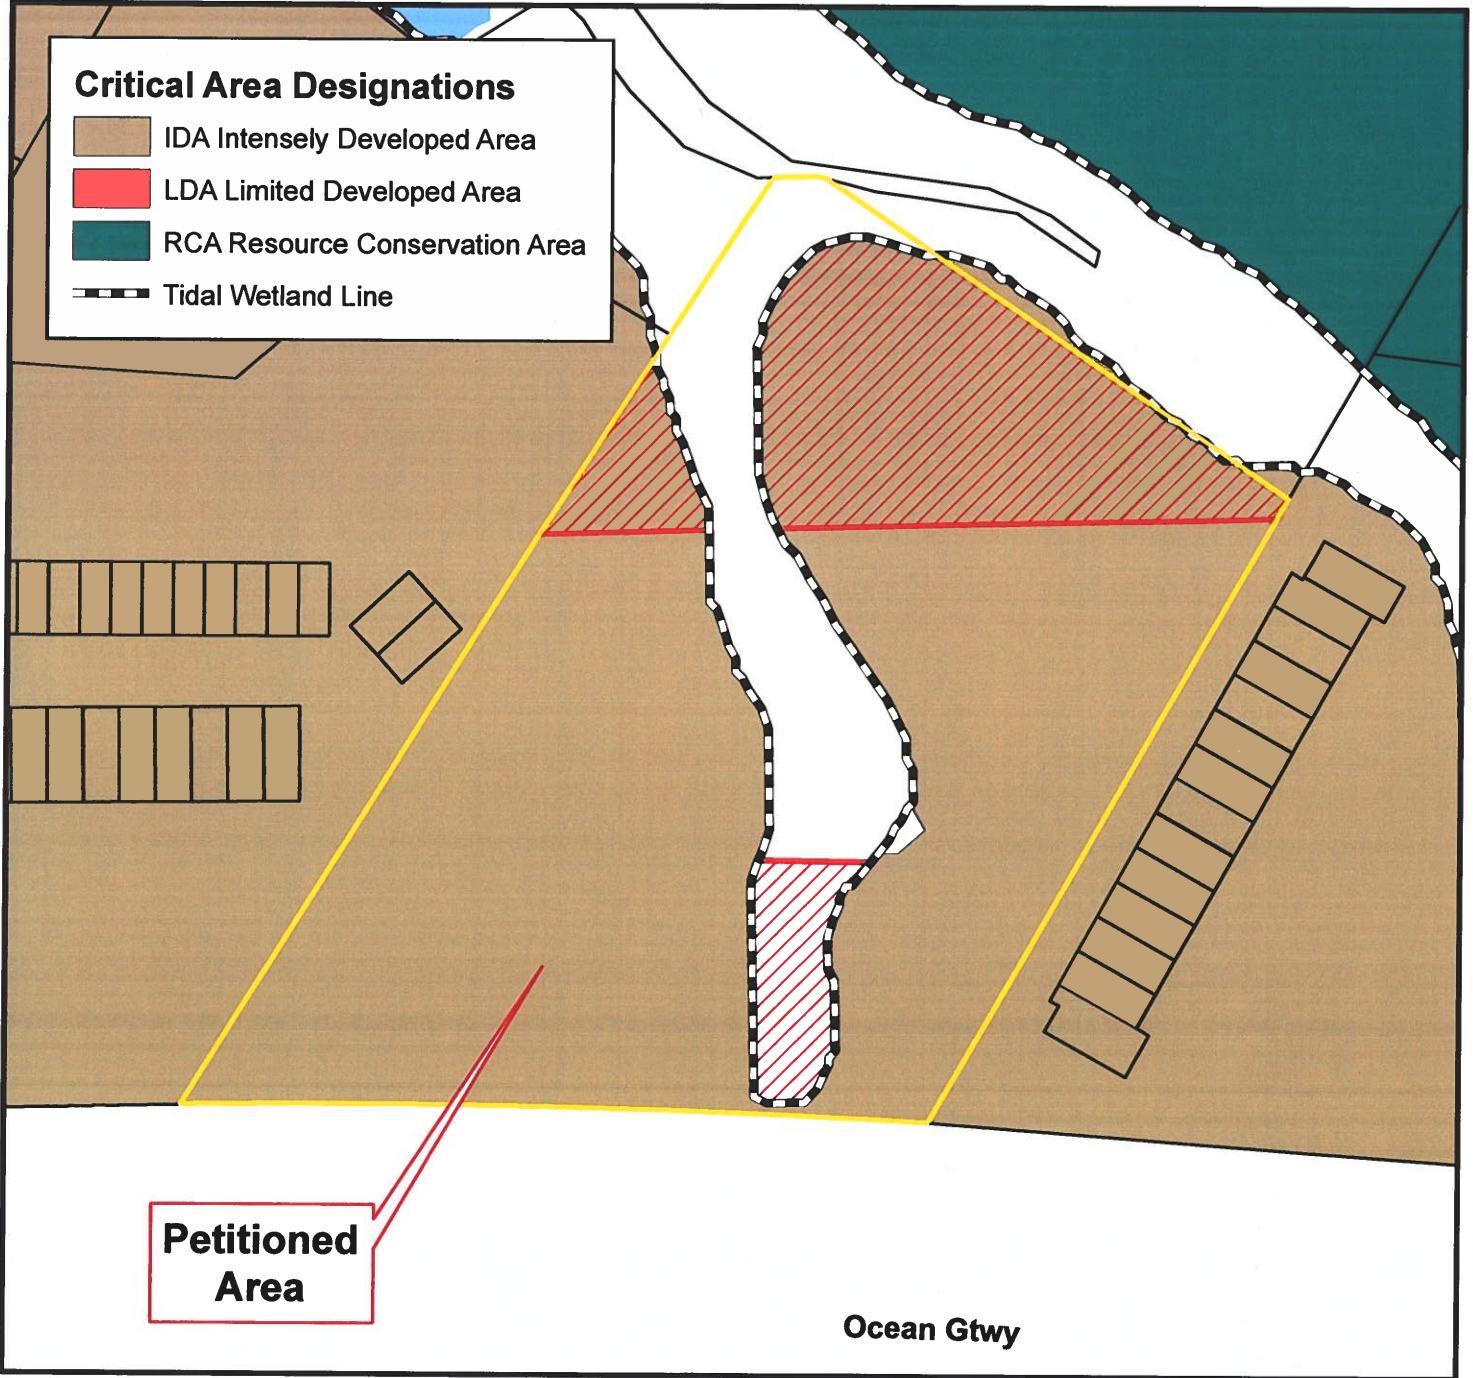 Critical Area Designations
IDA Intensely Developed Area
LDA Limited Developed Area
RCA Resource Conservation Area
Tidal Wetland Line
Petitioned
Area
Ocean Gtwy